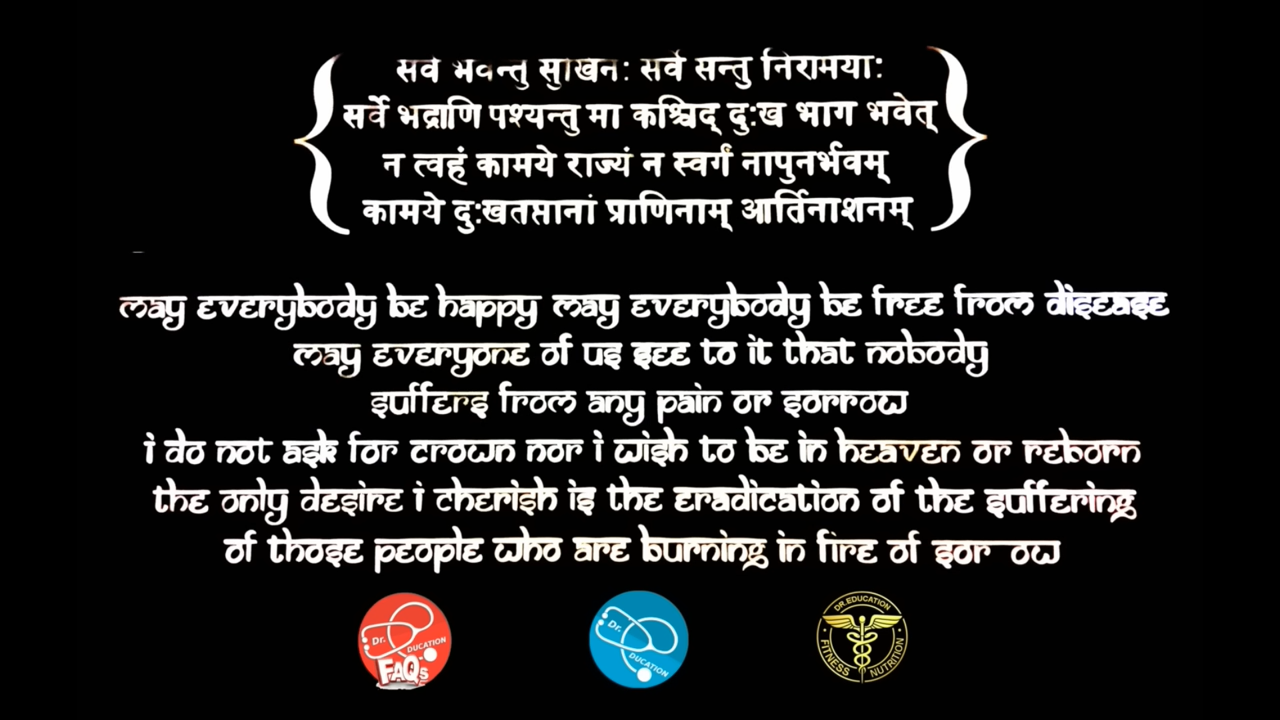 सर्वे भवन्तु सुखिन: सर्वे सन्तु निरामया:
सर्वे भद्राणि पश्यन्तु मा कश्चिद् दु:ख भाग भवेत्
न त्वहं कामये राज्यं न स्वर्गं नापुनर्भवम्
कामये दु:खतप्तानां प्राणिनाम् आर्तिनाशनम्
may everybody be happy may everybody be free from disease
may everyone of us see to it that nobody
suffers from any pain or sorrow
i do not ask for crown nor i wish to be in heaven or reborn
the only desire i cherish is the eradication of the suffering
of those people who are burning in fire of sor ow
Dr. DUCATION FAQs
Dr. DUCATION
DR.EDUCATION FITNESS NUTRITION